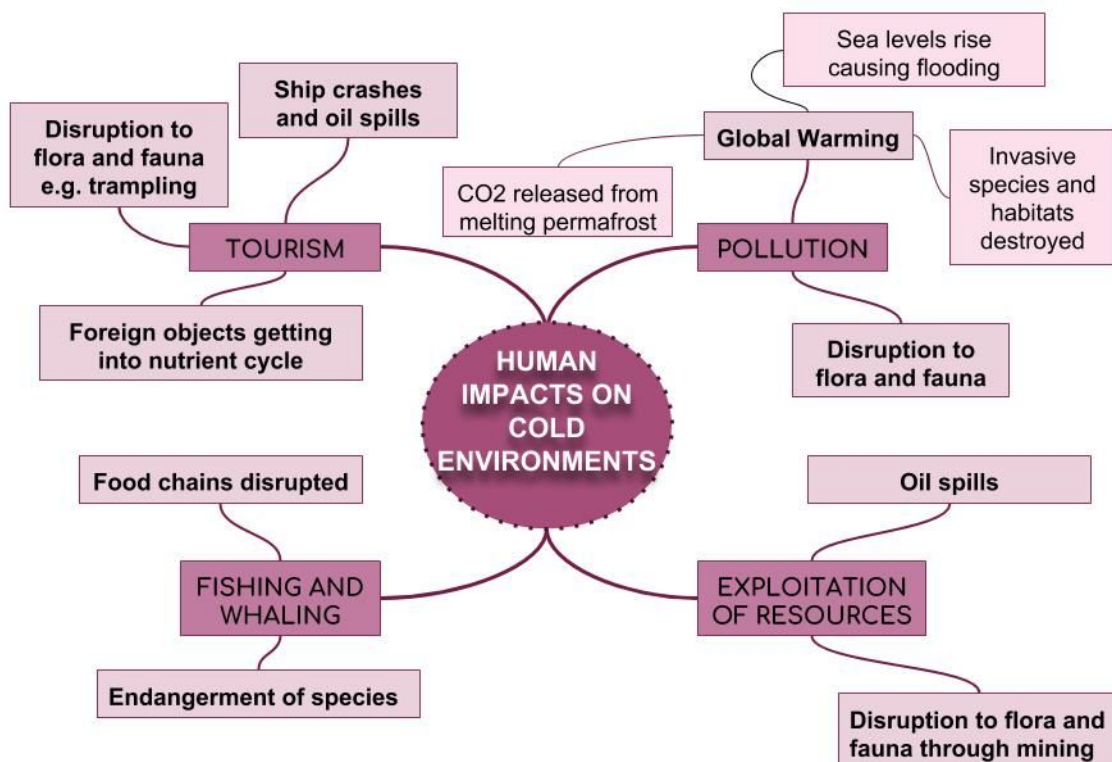 Sea levels rise
causing flooding
Ship crashes
and oil spills
Disruption to
flora and fauna
e.g. trampling
Global Warming
Invasive
species and
habitats
destroyed
CO2 released from
melting permafrost
TOURISM
POLLUTION
Foreign objects getting
into nutrient cycle
Disruption to
flora and fauna
HUMAN
IMPACTS ON
COLD
ENVIRONMENTS
Food chains disrupted
Oil spills
FISHING AND
WHALING
EXPLOITATION
OF RESOURCES
Endangerment of species
Disruption to flora and
fauna through mining